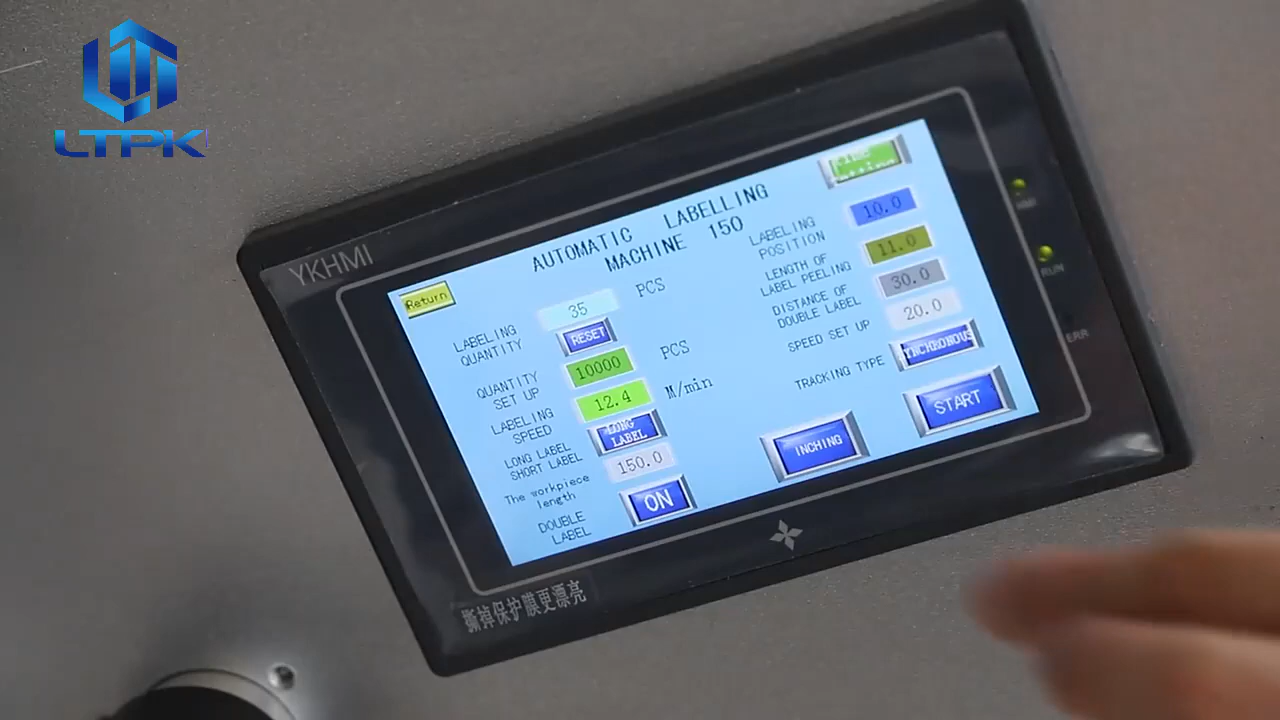 LTPK
YKHMI
AUTOMATIC LABELLING
MACHINE 150
Return
LABELING
QUANTITY
35
PCS
RESET
QUANTITY
SET UP
10000
PCS
LABELING
SPEED
12.4
M/min
LONG LABEL
SHORT LABEL
LONG
LABEL
The workpiece
length
150.0
DOUBLE
LABEL
ON
LABELING
POSITION
10.0
LENGTH OF
LABEL PEELING
11.0
DISTANCE OF
DOUBLE LABEL
30.0
SPEED SET UP
20.0
TRACKING TYPE
YNCHRONOUS
INCHING
START
RUN
ERR
撕掉保护膜更漂亮